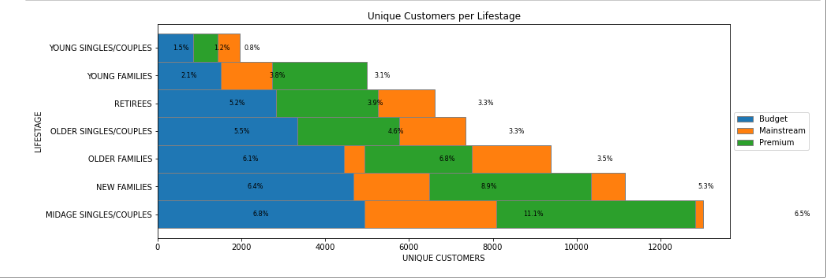 Unique Customers per Lifestage
YOUNG SINGLES/COUPLES 1.5% 1.2% 0.8%
YOUNG FAMILIES 2.1% 3.8% 3.1%
RETIREES 5.2% 3.9% 3.3%
OLDER SINGLES/COUPLES 5.5% 4.6% 3.3%
OLDER FAMILIES 6.1% 6.8% 3.5%
NEW FAMILIES 6.4% 8.9% 5.3%
MIDAGE SINGLES/COUPLES 6.8% 11.1% 6.5%
LIFESTAGE
0 2000 4000 6000 8000 10000 12000
UNIQUE CUSTOMERS
Budget
Mainstream
Premium